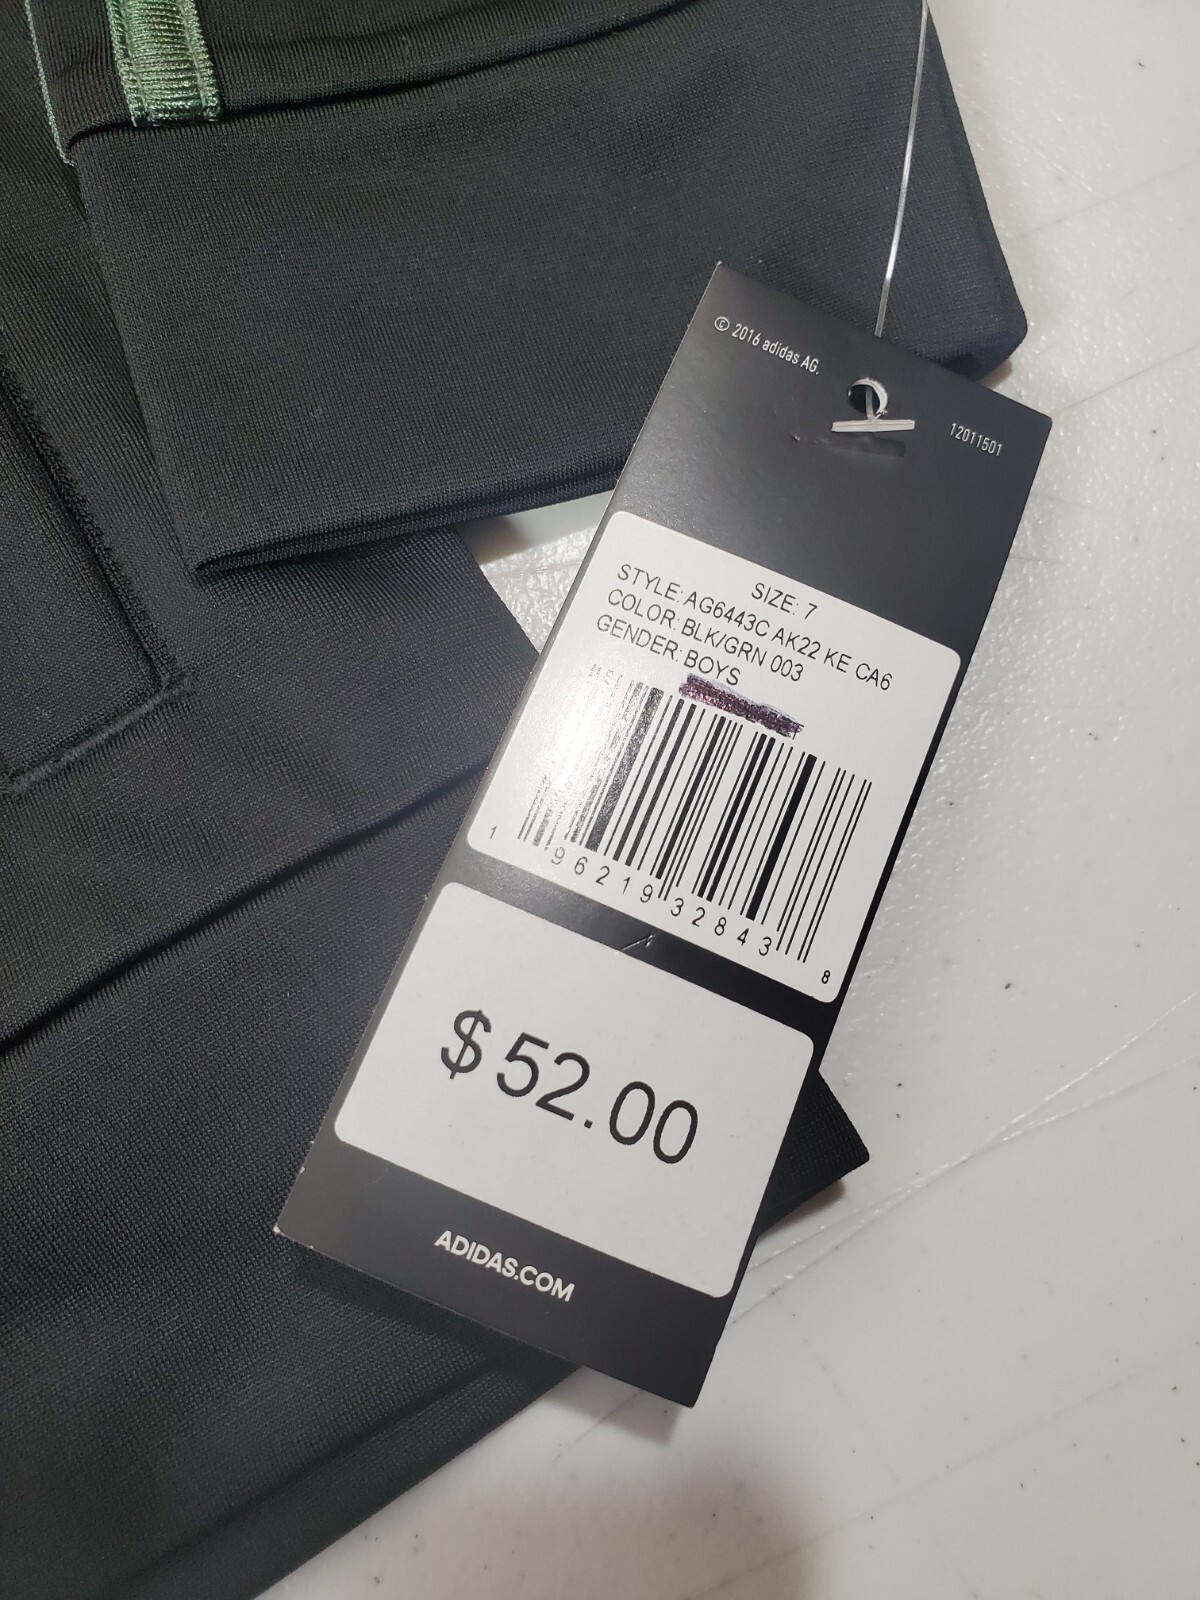 © 2016 adidas AG.
12011501
SIZE: 7
STYLE: AG6443C AK22 KE CA6
COLOR: BLK/GRN 003
GENDER: BOYS
1 96219 32843 8
$52.00
ADIDAS.COM